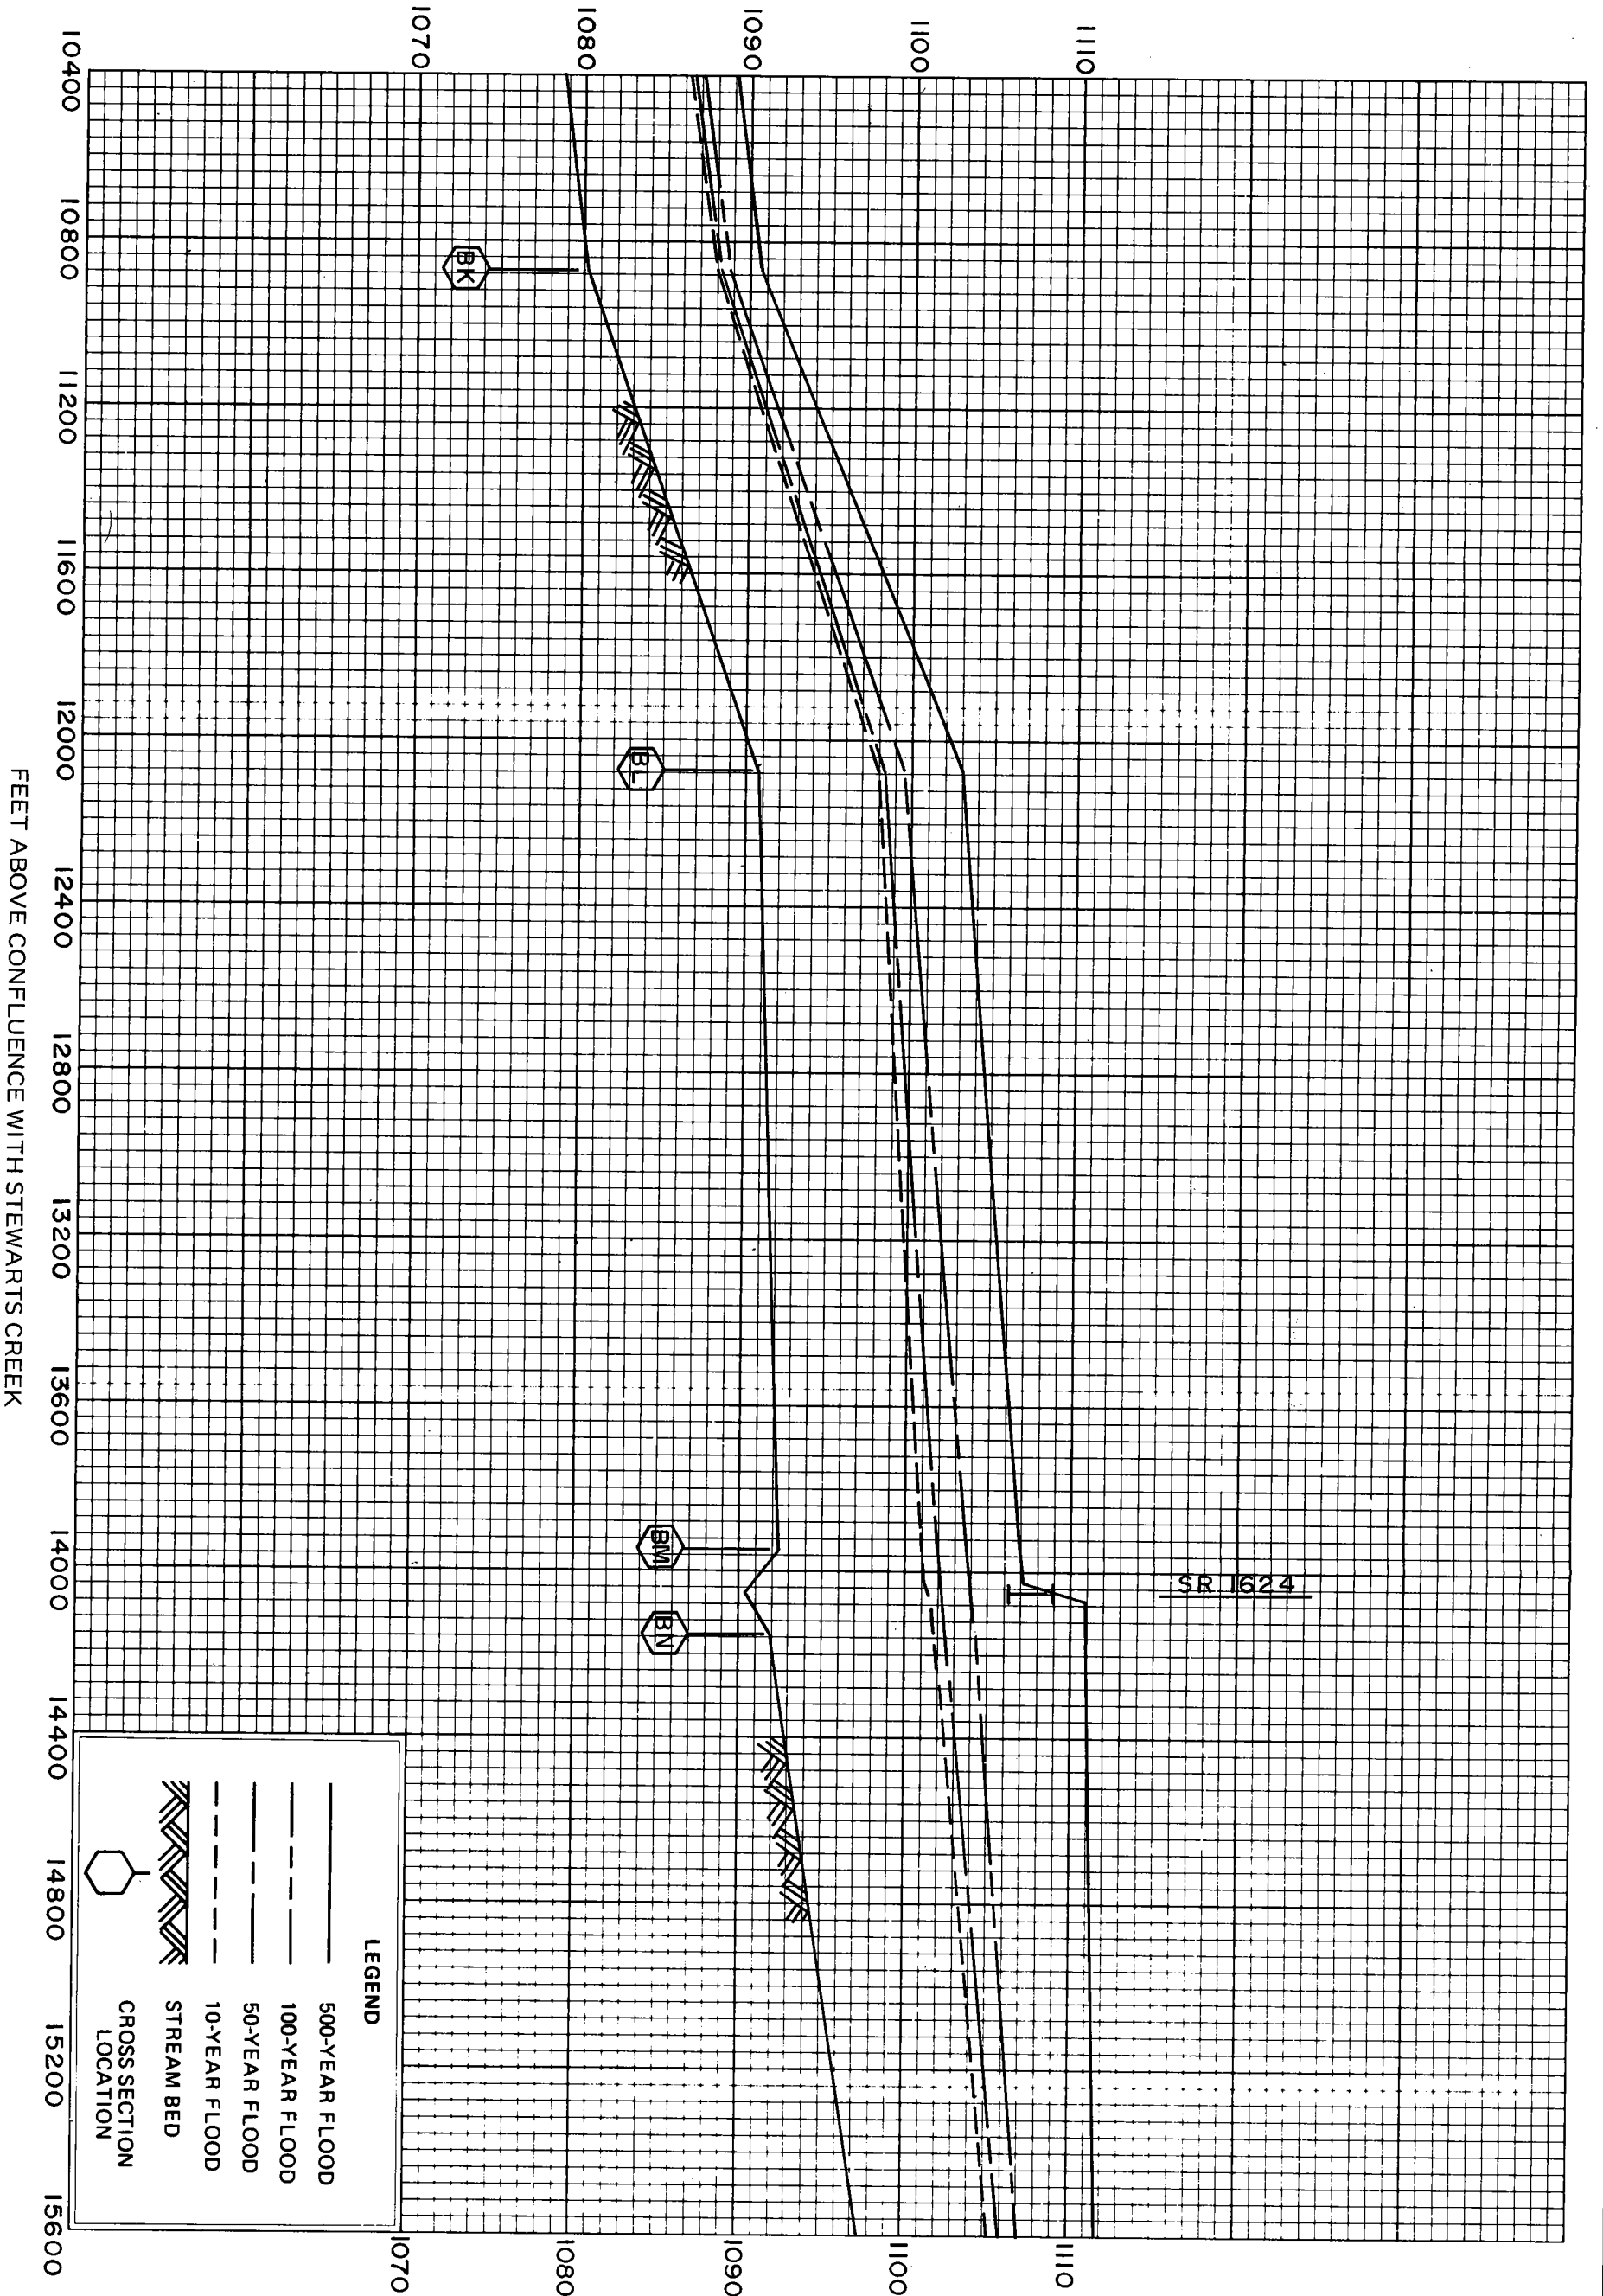 1110
1100
1090
1080
1070
SR 1624
BK
BL
BM
BN
LEGEND
500-YEAR FLOOD
100-YEAR FLOOD
50-YEAR FLOOD
10-YEAR FLOOD
STREAM BED
CROSS SECTION
LOCATION
1110
1100
1090
1080
1070
10400
10800
11200
11600
12000
12400
12800
13200
13600
14000
14400
14800
15200
15600
FEET ABOVE CONFLUENCE WITH STEWARTS CREEK